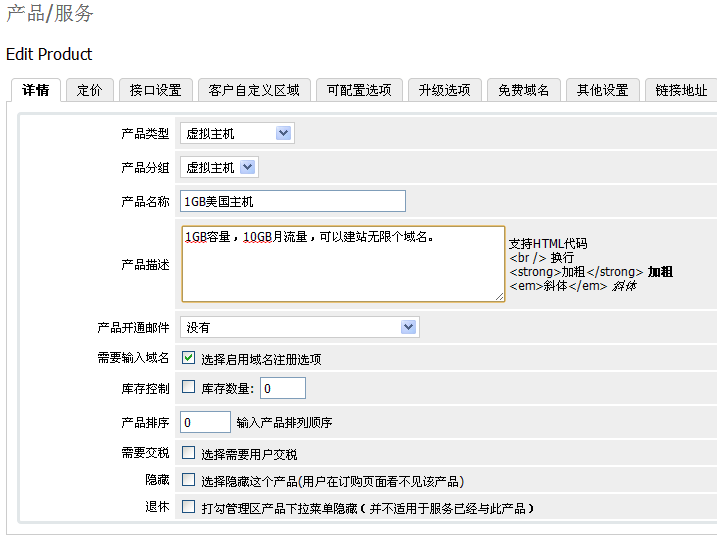 产品/服务
Edit Product
详情 定价 接口设置 客户自定义区域 可配置选项 升级选项 免费域名 其他设置 链接地址
产品类型 虚拟主机
产品分组 虚拟主机
产品名称 1GB美国主机
产品描述 1GB容量，10GB月流量，可以建站无限个域名。
支持HTML代码
<br /> 换行
<strong>加粗</strong> 加粗
<em>斜体</em> 斜体
产品开通邮件 没有
需要输入域名 选择启用域名注册选项
库存控制 库存数量: 0
产品排序 0 输入产品排列顺序
需要交税 选择需要用户交税
隐藏 选择隐藏这个产品(用户在订购页面看不见该产品)
退休 打勾管理区产品下拉菜单隐藏（并不适用于服务已经与此产品）